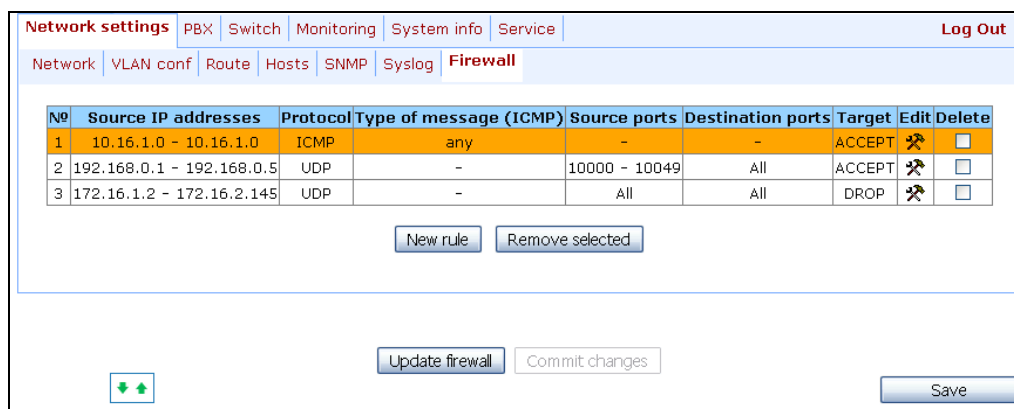 Network settings PBX Switch Monitoring System info Service Log Out
Network VLAN conf Route Hosts SNMP Syslog Firewall
№ Source IP addresses Protocol Type of message (ICMP) Source ports Destination ports Target Edit Delete
1 10.16.1.0 - 10.16.1.0 ICMP any - - ACCEPT
2 192.168.0.1 - 192.168.0.5 UDP - 10000 - 10049 All ACCEPT
3 172.16.1.2 - 172.16.2.145 UDP - All All DROP
New rule Remove selected
Update firewall Commit changes
Save